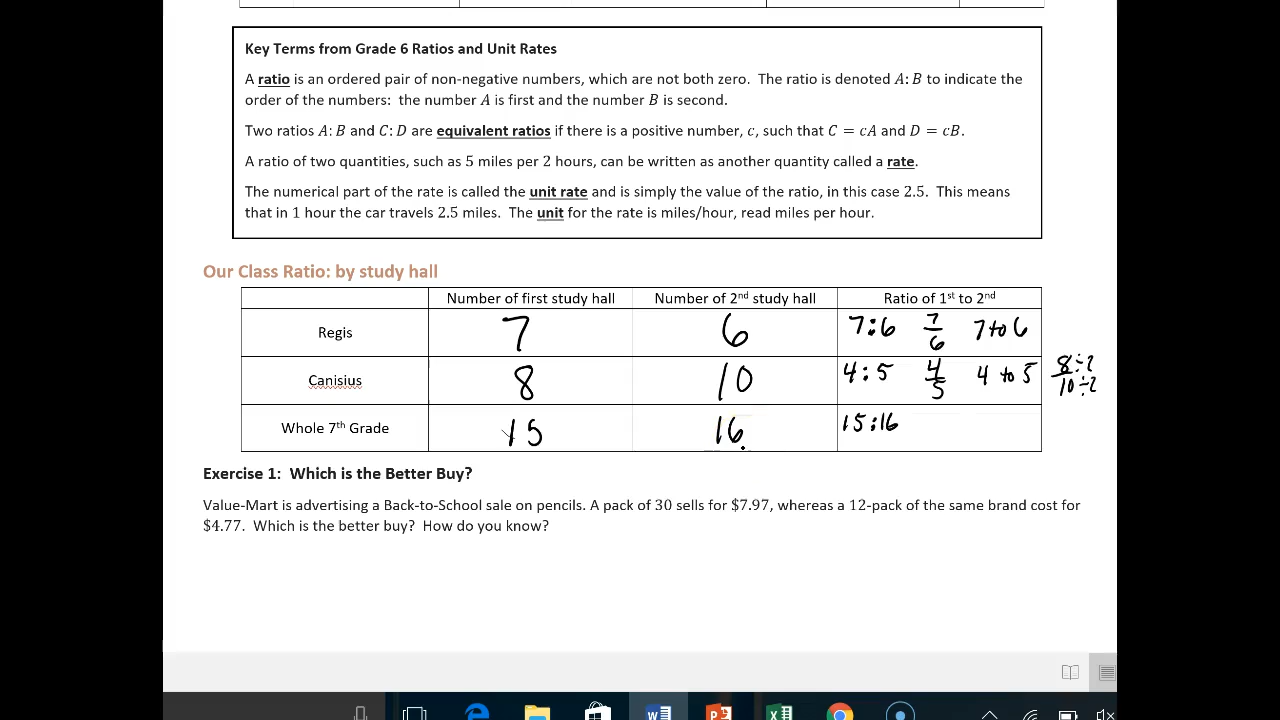 Key Terms from Grade 6 Ratios and Unit Rates
A ratio is an ordered pair of non-negative numbers, which are not both zero. The ratio is denoted A:B to indicate the
order of the numbers: the number A is first and the number B is second.
Two ratios A:B and C:D are equivalent ratios if there is a positive number, c, such that C = cA and D = cB.
A ratio of two quantities, such as 5 miles per 2 hours, can be written as another quantity called a rate.
The numerical part of the rate is called the unit rate and is simply the value of the ratio, in this case 2.5. This means
that in 1 hour the car travels 2.5 miles. The unit for the rate is miles/hour, read miles per hour.
Our Class Ratio: by study hall
Number of first study hall Number of 2nd study hall Ratio of 1st to 2nd
Regis 7 6 7:6 7/6 7 to 6
Canisius 8 10 4:5 4/5 4 to 5 8÷2/10÷2
Whole 7th Grade 15 16 15:16
Exercise 1: Which is the Better Buy?
Value-Mart is advertising a Back-to-School sale on pencils. A pack of 30 sells for $7.97, whereas a 12-pack of the same brand cost for
$4.77. Which is the better buy? How do you know?